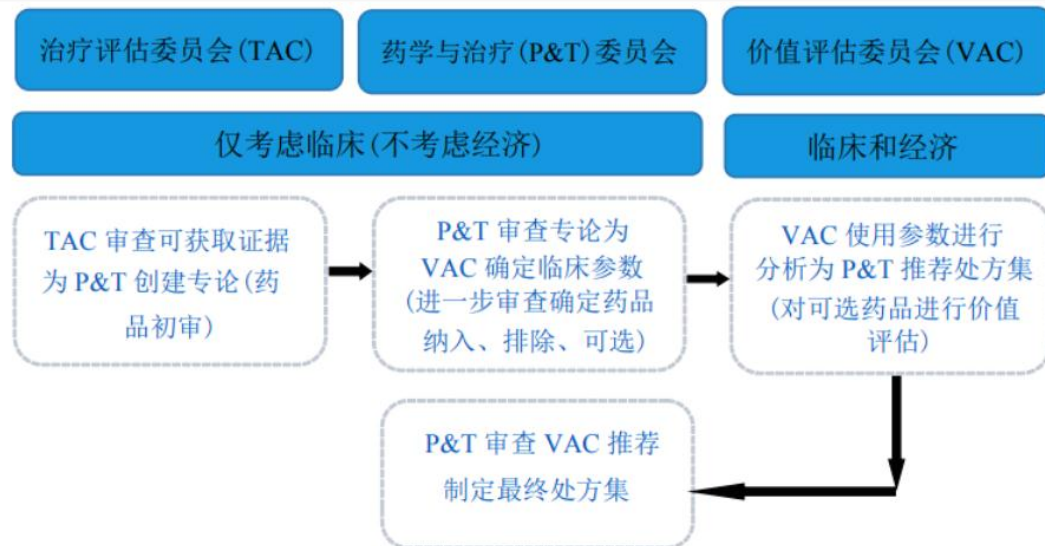 治疗评估委员会(TAC)
药学与治疗(P&T)委员会
价值评估委员会(VAC)
仅考虑临床(不考虑经济)
临床和经济
TAC 审查可获取证据
为 P&T 创建专论(药
品初审)
P&T 审查专论为
VAC 确定临床参数
(进一步审查确定药品
纳入、排除、可选)
VAC 使用参数进行
分析为 P&T 推荐处方集
(对可选药品进行价值
评估)
P&T 审查 VAC 推荐
制定最终处方集